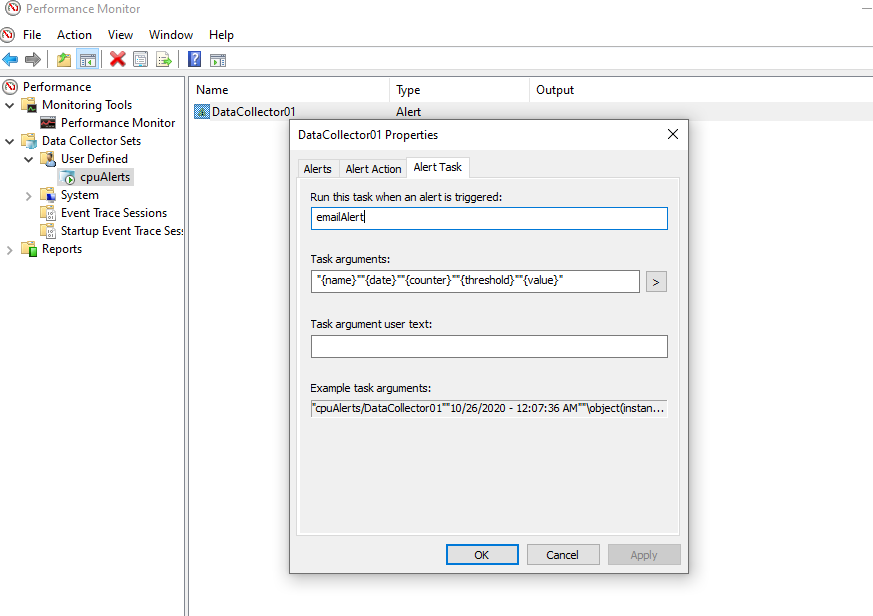 Performance Monitor
File Action View Window Help
Performance
Monitoring Tools
Performance Monitor
Data Collector Sets
User Defined
cpuAlerts
System
Event Trace Sessions
Startup Event Trace Ses
Reports
Name Type Output
DataCollector01 Alert
DataCollector01 Properties
Alerts Alert Action Alert Task
Run this task when an alert is triggered:
emailAlert
Task arguments:
"{name}""{date}""{counter}""{threshold}""{value}"
>
Task argument user text:
Example task arguments:
"cpuAlerts/DataCollector01""10/26/2020 - 12:07:36 AM""\object(instan...
OK Cancel Apply